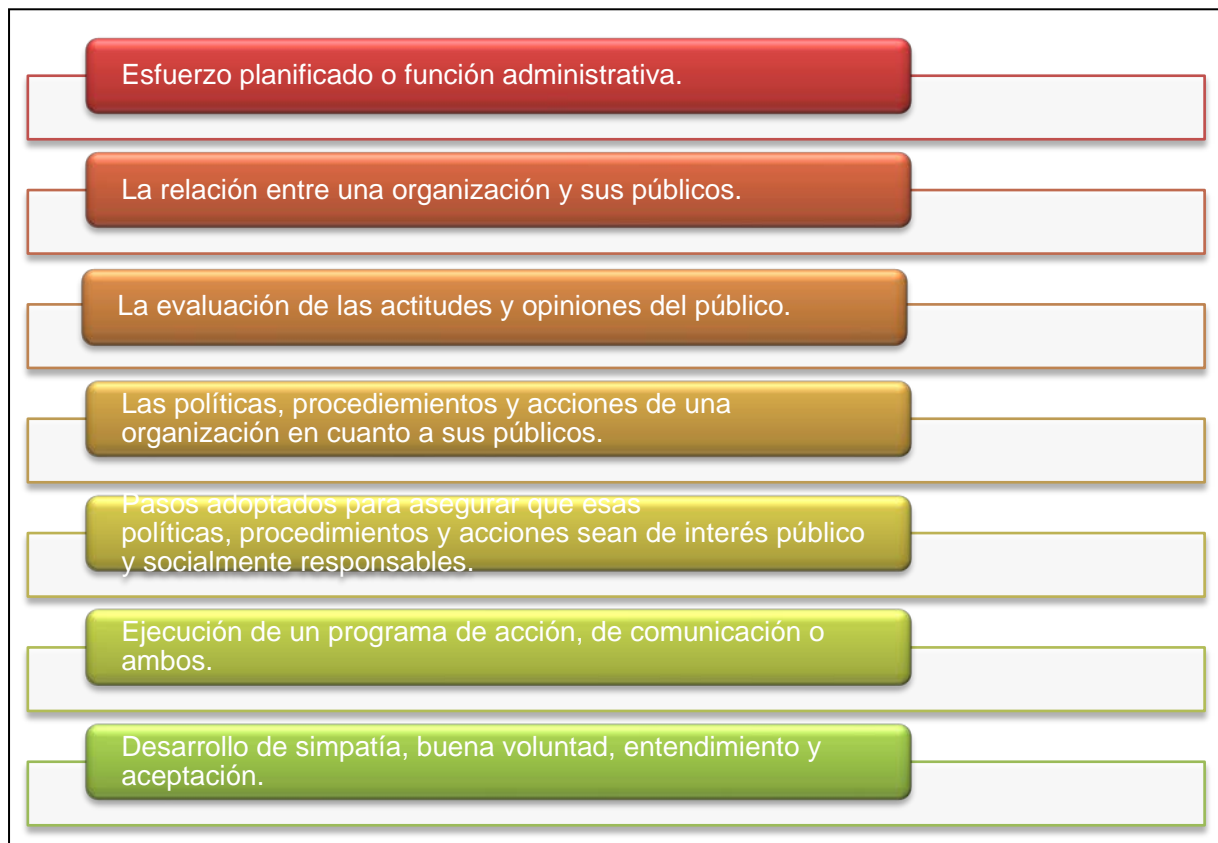 Esfuerzo planificado o función administrativa.
La relación entre una organización y sus públicos.
La evaluación de las actitudes y opiniones del público.
Las políticas, procediemientos y acciones de una
organización en cuanto a sus públicos.
Pasos adoptados para asegurar que esas
políticas, procedimientos y acciones sean de interés público
y socialmente responsables.
Ejecución de un programa de acción, de comunicación o
ambos.
Desarrollo de simpatía, buena voluntad, entendimiento y
aceptación.